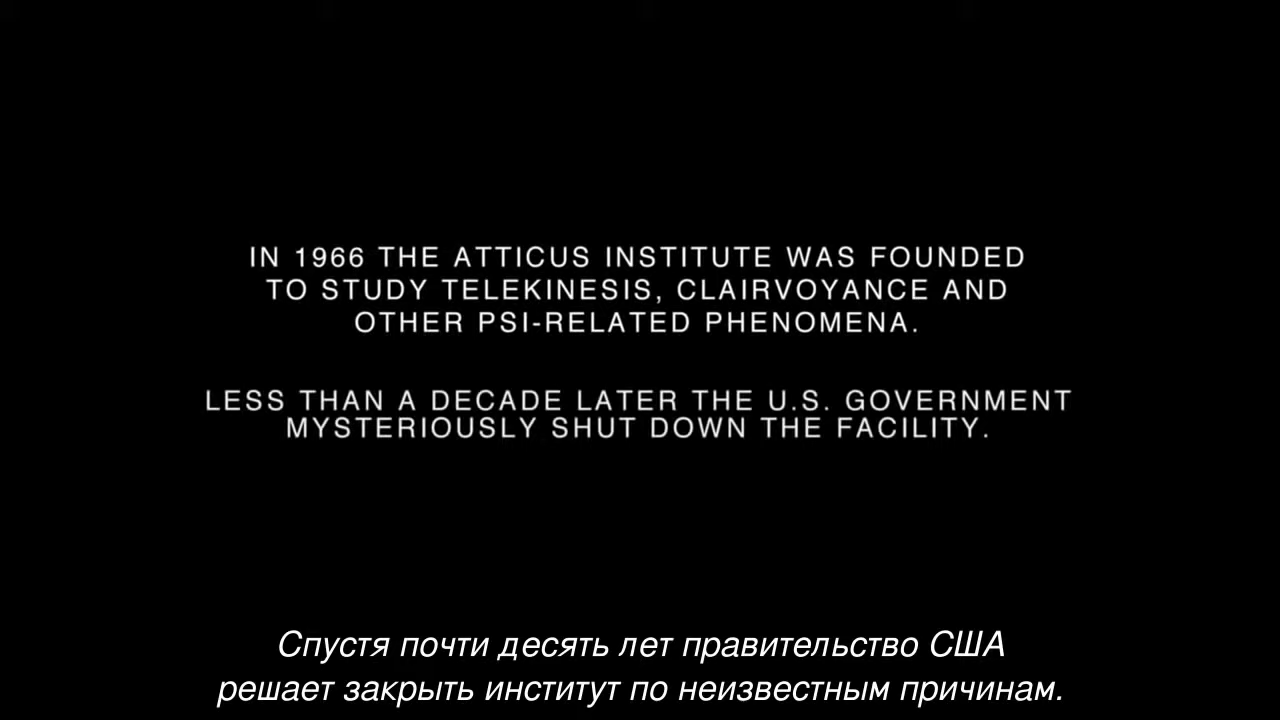 IN 1966 THE ATTICUS INSTITUTE WAS FOUNDED
TO STUDY TELEKINESIS, CLAIRVOYANCE AND
OTHER PSI-RELATED PHENOMENA.
LESS THAN A DECADE LATER THE U.S. GOVERNMENT
MYSTERIOUSLY SHUT DOWN THE FACILITY.
Спустя почти десять лет правительство США
решает закрыть институт по неизвестным причинам.